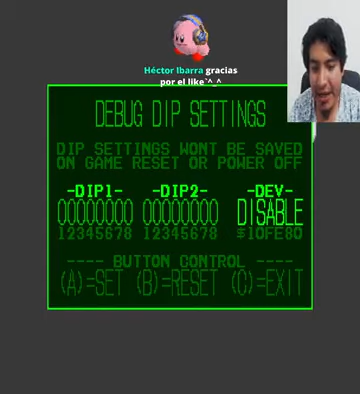 Héctor Ibarra gracias
por el like ^_^
DEBUG DIP SETTINGS
DIP SETTINGS WONT BE SAVED
ON GAME RESET OR POWER OFF
-DIP1- -DIP2- -DEV-
00000000 00000000 DISABLE
12345678 12345678 $10FE80
---- BUTTON CONTROL ----
(A)=SET (B)=RESET (C)=EXIT